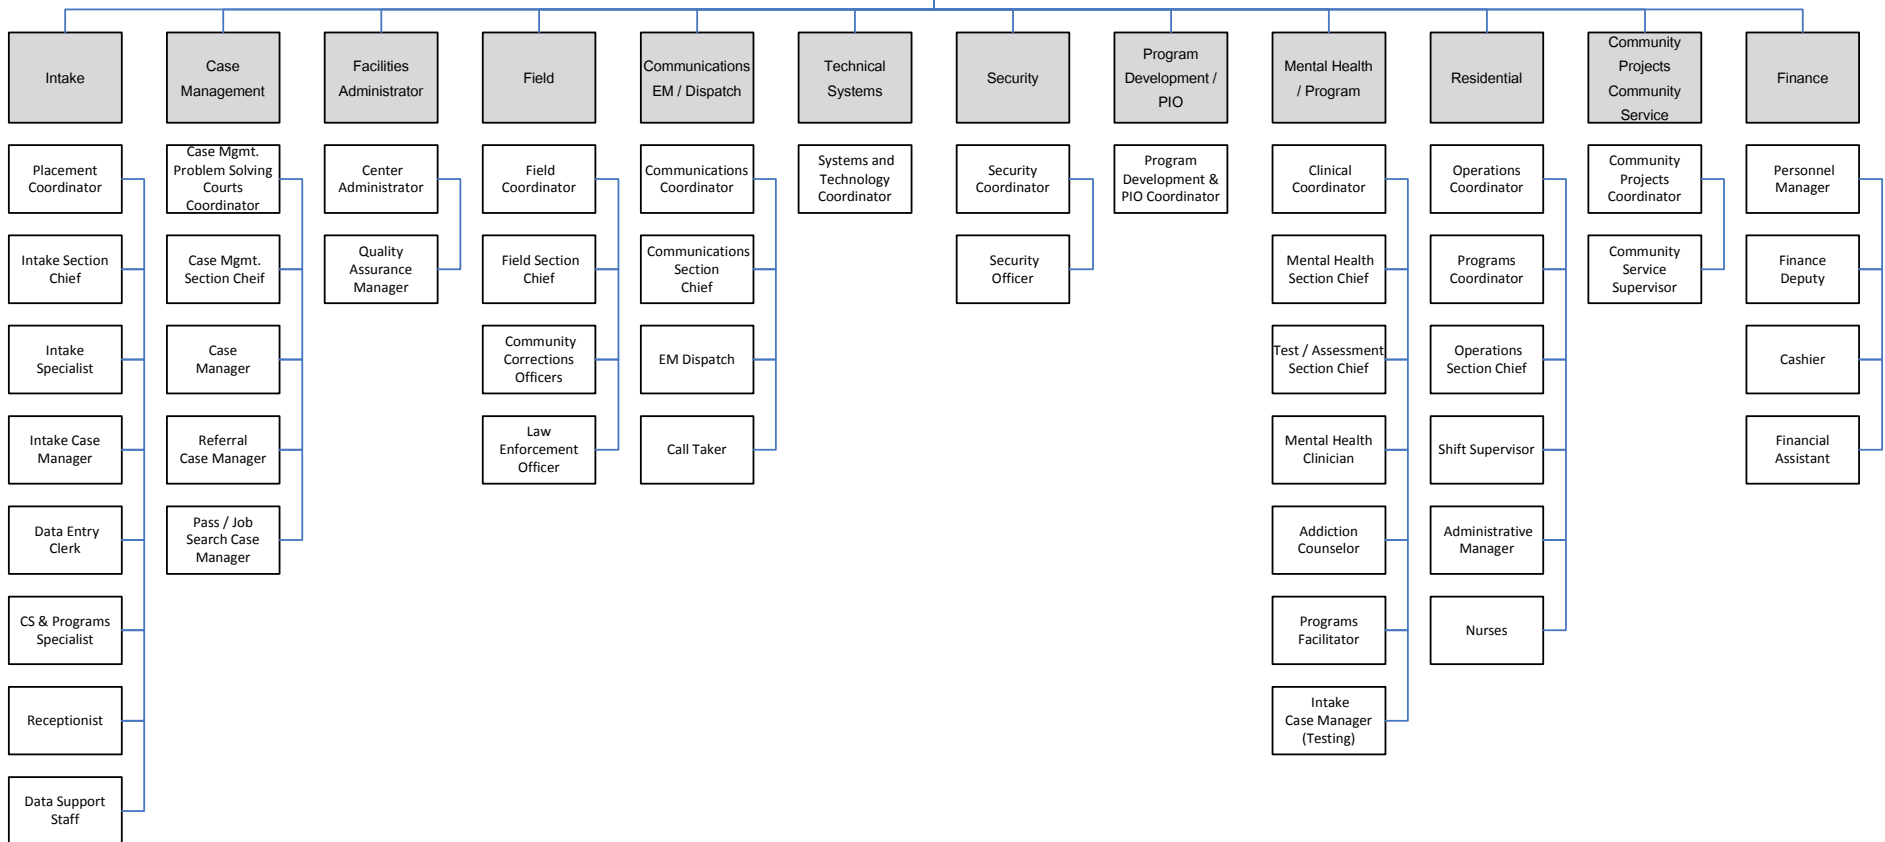 Intake
Case
Management
Facilities
Administrator
Field
Communications
EM / Dispatch
Technical
Systems
Security
Program
Development /
PIO
Mental Health
/ Program
Residential
Community
Projects
Community
Service
Finance
Placement
Coordinator
Intake Section
Chief
Intake
Specialist
Intake Case
Manager
Data Entry
Clerk
CS & Programs
Specialist
Receptionist
Data Support
Staff
Case Mgmt.
Problem Solving
Courts
Coordinator
Case Mgmt.
Section Cheif
Case
Manager
Referral
Case Manager
Pass / Job
Search Case
Manager
Center
Administrator
Quality
Assurance
Manager
Field
Coordinator
Field Section
Chief
Community
Corrections
Officers
Law
Enforcement
Officer
Communications
Coordinator
Communications
Section
Chief
EM Dispatch
Call Taker
Systems and
Technology
Coordinator
Security
Coordinator
Security
Officer
Program
Development &
PIO Coordinator
Clinical
Coordinator
Mental Health
Section Chief
Test / Assessment
Section Chief
Mental Health
Clinician
Addiction
Counselor
Programs
Facilitator
Intake
Case Manager
(Testing)
Operations
Coordinator
Programs
Coordinator
Operations
Section Chief
Shift Supervisor
Administrative
Manager
Nurses
Community
Projects
Coordinator
Community
Service
Supervisor
Personnel
Manager
Finance
Deputy
Cashier
Financial
Assistant